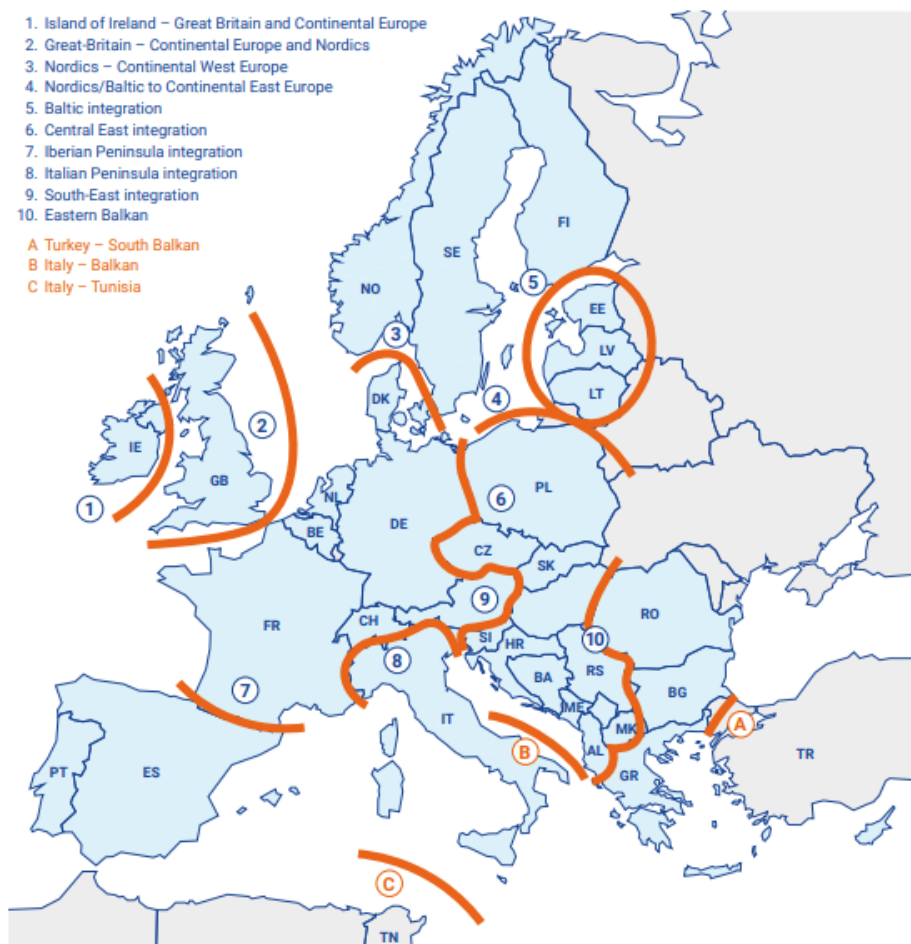 1. Island of Ireland – Great Britain and Continental Europe
2. Great-Britain – Continental Europe and Nordics
3. Nordics – Continental West Europe
4. Nordics/Baltic to Continental East Europe
5. Baltic integration
6. Central East integration
7. Iberian Peninsula integration
8. Italian Peninsula integration
9. South-East integration
10. Eastern Balkan
A Turkey – South Balkan
B Italy – Balkan
C Italy – Tunisia
FI
SE
5
NO
EE
3
LV
LT
DK
4
2
IE
GB
PL
6
NL
1
DE
BE
CZ
SK
9
RO
CH
FR
10
SI
HR
8
RS
BA
7
BG
ME
IT
MK
A
B
AL
TR
PT
ES
GR
C
TN